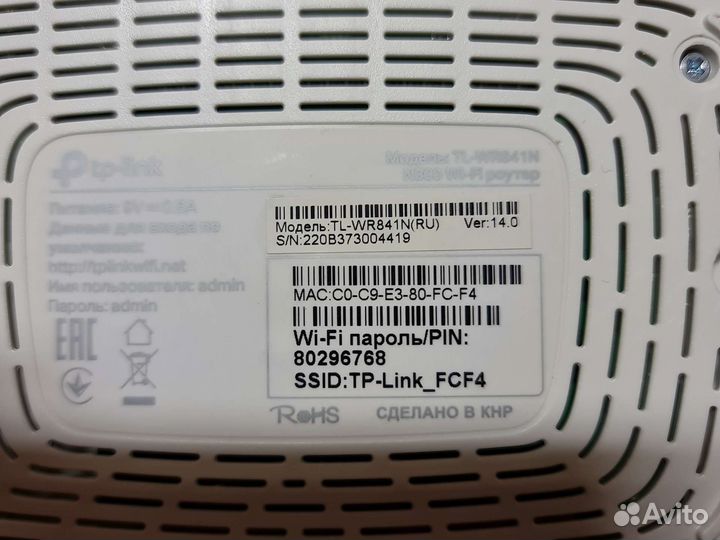 tp-link
Модель: TL-WR841N
N300 Wi-Fi роутер
Питание: 9V 0.6A
Данные для входа по
умолчанию:
http://tplinkwifi.net
Имя пользователя: admin
Пароль: admin
Модель:TL-WR841N(RU) Ver:14.0
S/N:220B373004419
MAC:C0-C9-E3-80-FC-F4
Wi-Fi пароль/PIN:
80296768
SSID:TP-Link_FCF4
EAC
RoHS
СДЕЛАНО В КНР
Avito